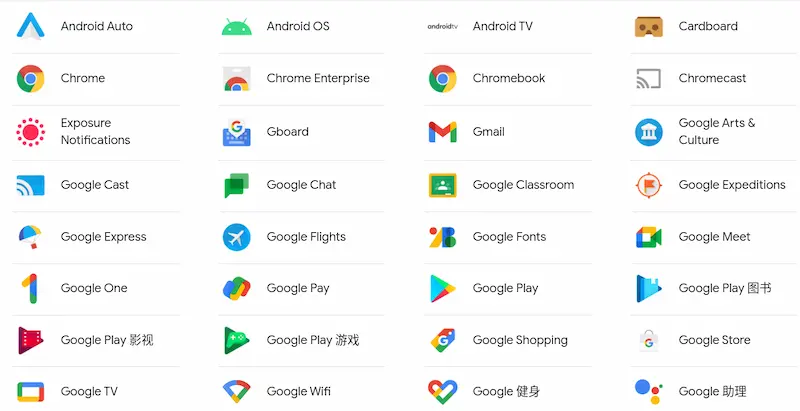 Android Auto
Android OS
androidtv
Android TV
Cardboard
Chrome
Chrome Enterprise
Chromebook
Chromecast
Exposure
Notifications
Gboard
Gmail
Google Arts &
Culture
Google Cast
Google Chat
Google Classroom
Google Expeditions
Google Express
Google Flights
Google Fonts
Google Meet
Google One
Google Pay
Google Play
Google Play 图书
Google Play 影视
Google Play 游戏
Google Shopping
Google Store
Google TV
Google Wifi
Google 健身
Google 助理